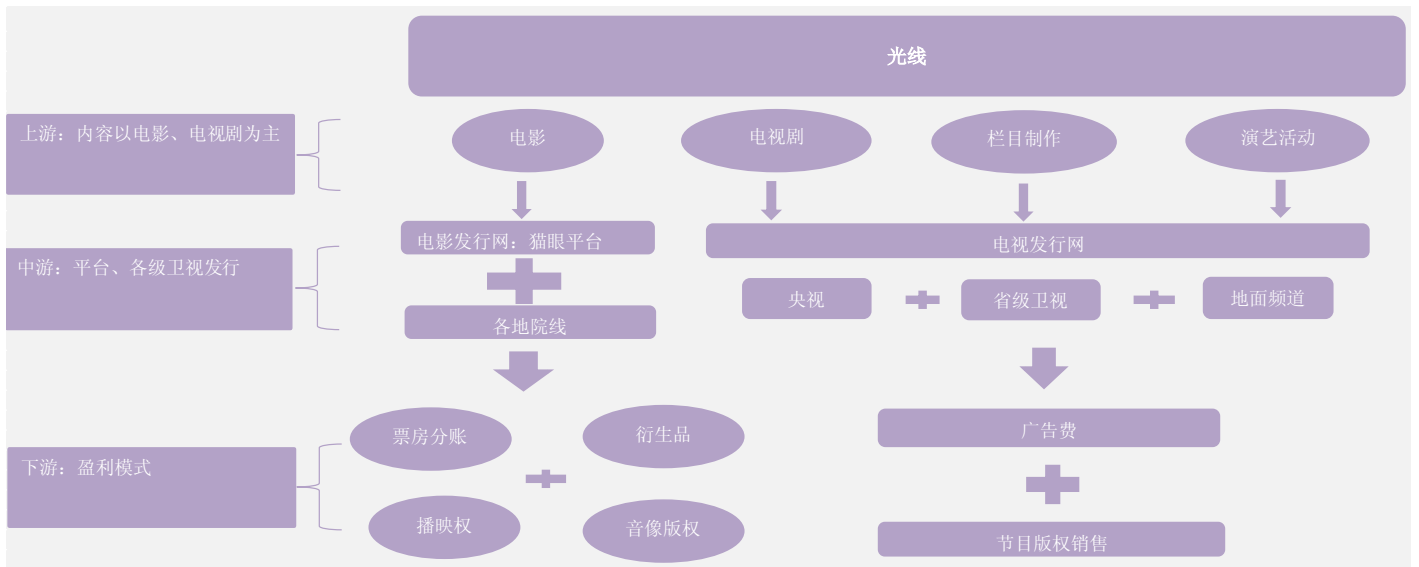 光线
上游：内容以电影、电视剧为主
电影
电视剧
栏目制作
演艺活动
中游：平台、各级卫视发行
电影发行网：猫眼平台
电视发行网
央视
省级卫视
地面频道
各地院线
下游：盈利模式
票房分账
衍生品
广告费
播映权
音像版权
节目版权销售